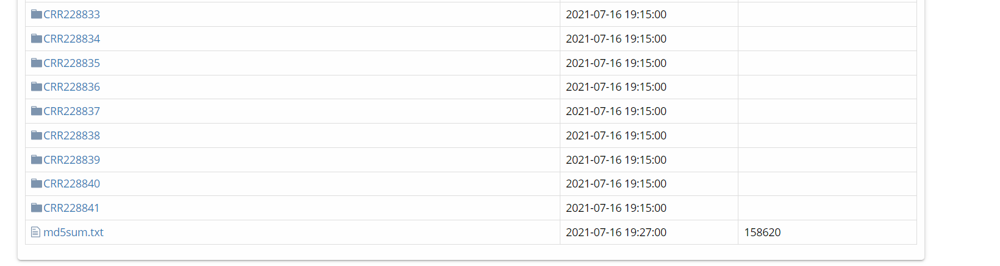 CRR228833 2021-07-16 19:15:00
CRR228834 2021-07-16 19:15:00
CRR228835 2021-07-16 19:15:00
CRR228836 2021-07-16 19:15:00
CRR228837 2021-07-16 19:15:00
CRR228838 2021-07-16 19:15:00
CRR228839 2021-07-16 19:15:00
CRR228840 2021-07-16 19:15:00
CRR228841 2021-07-16 19:15:00
md5sum.txt 2021-07-16 19:27:00 158620